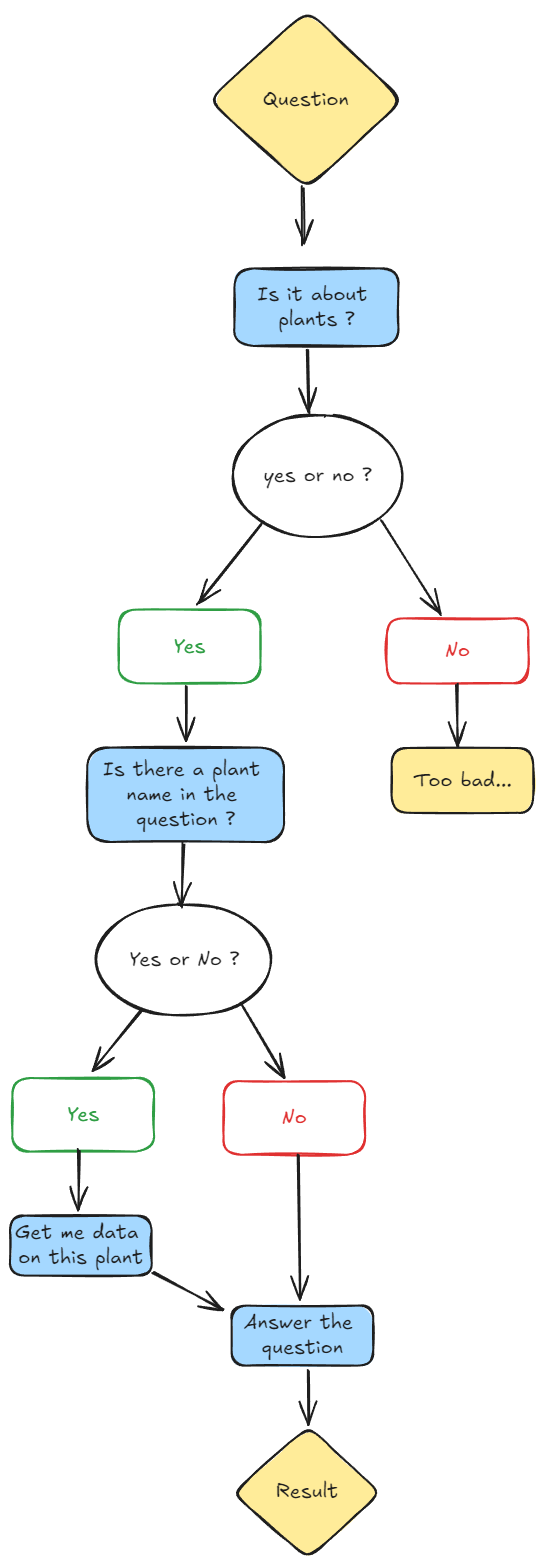 Question
Is it about
plants ?
yes or no ?
Yes
No
Too bad...
Is there a plant
name in the
question ?
Yes or No ?
Yes
No
Get me data
on this plant
Answer the
question
Result